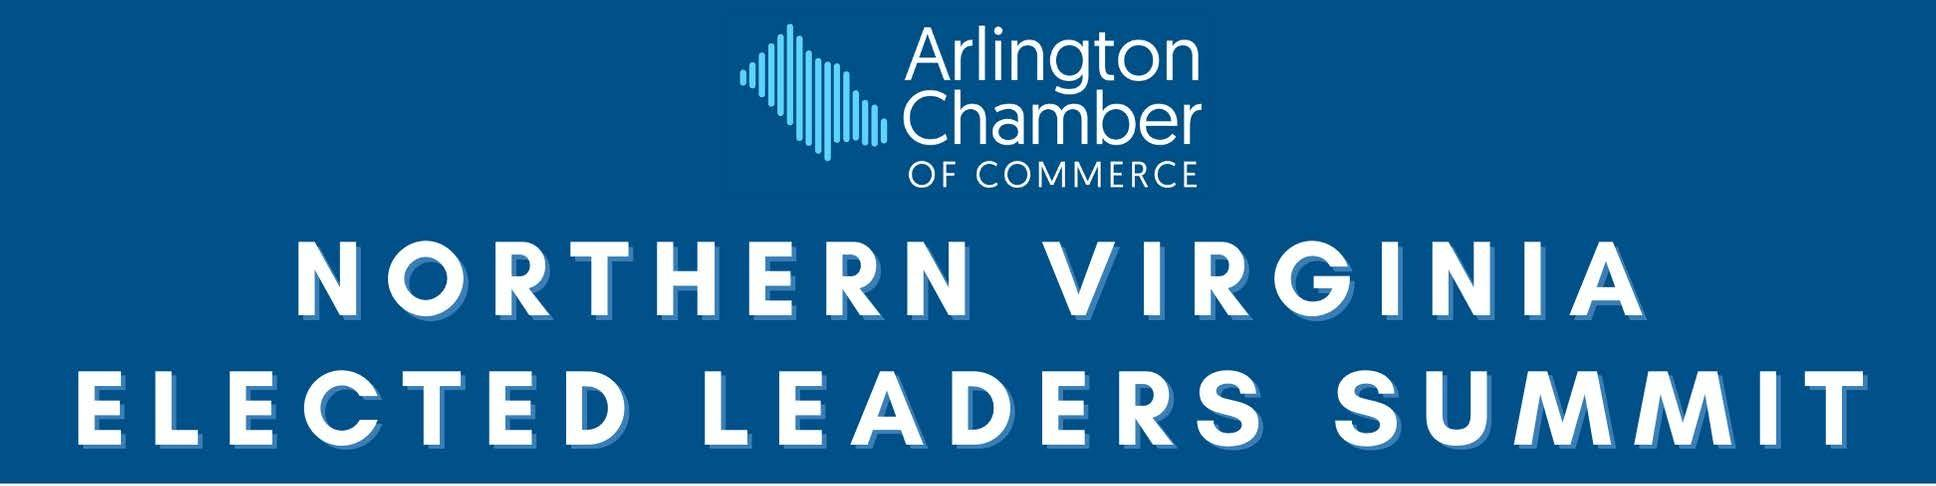 Arlington
Chamber
OF COMMERCE
NORTHERN VIRGINIA
ELECTED LEADERS SUMMIT